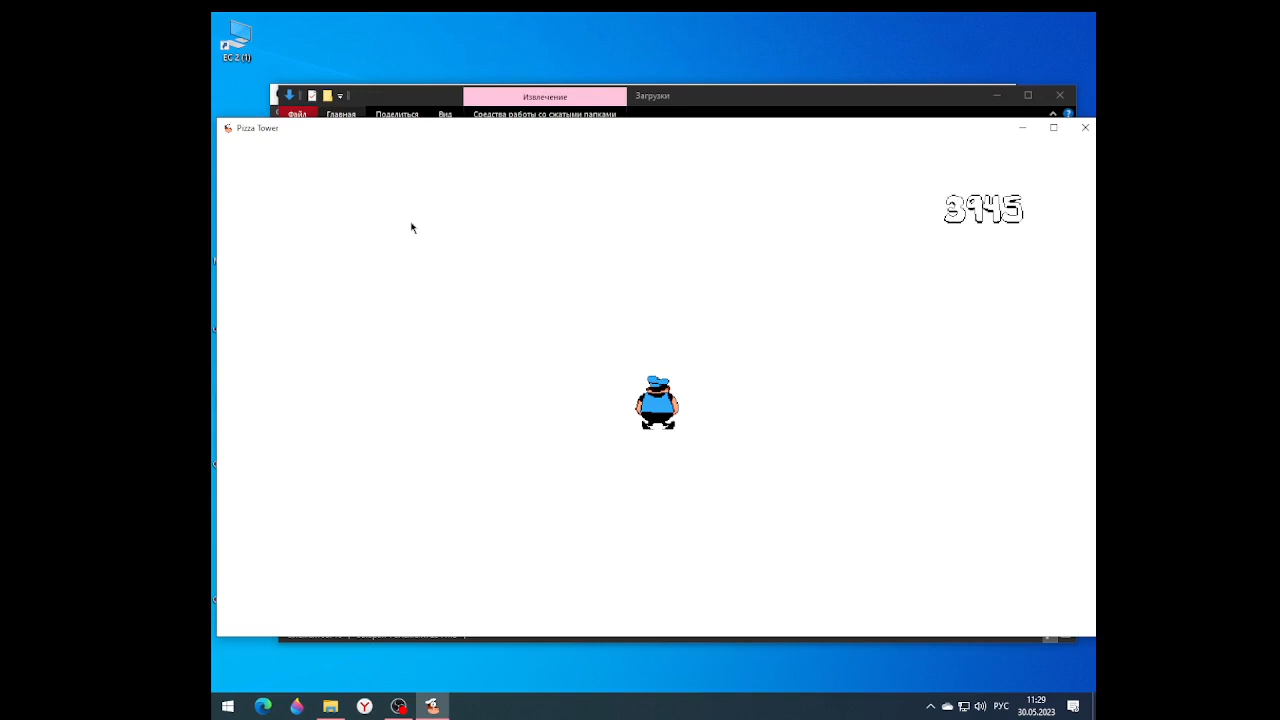 EC 2 (1)
Извлечение
Загрузки
Файл
Главная
Поделиться
Вид
Средства работы со сжатыми папками
Pizza Tower
3945
РУС
11:29
30.05.2023